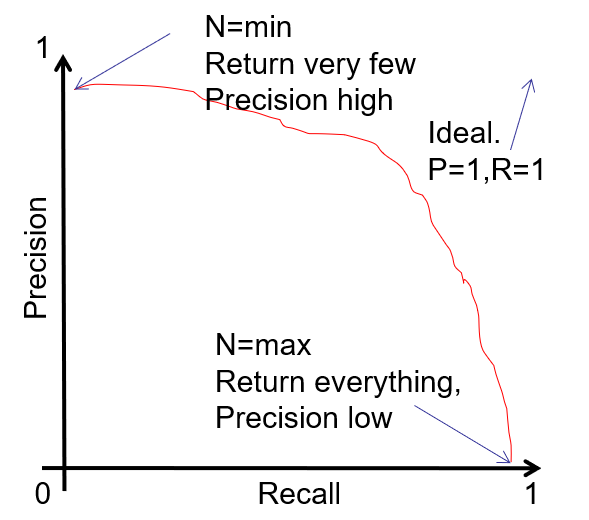 N=min
1
Return very few
Precision high
Ideal.
P=1,R=1
Precision
N=max
Return everything,
Precision low
0
Recall
1